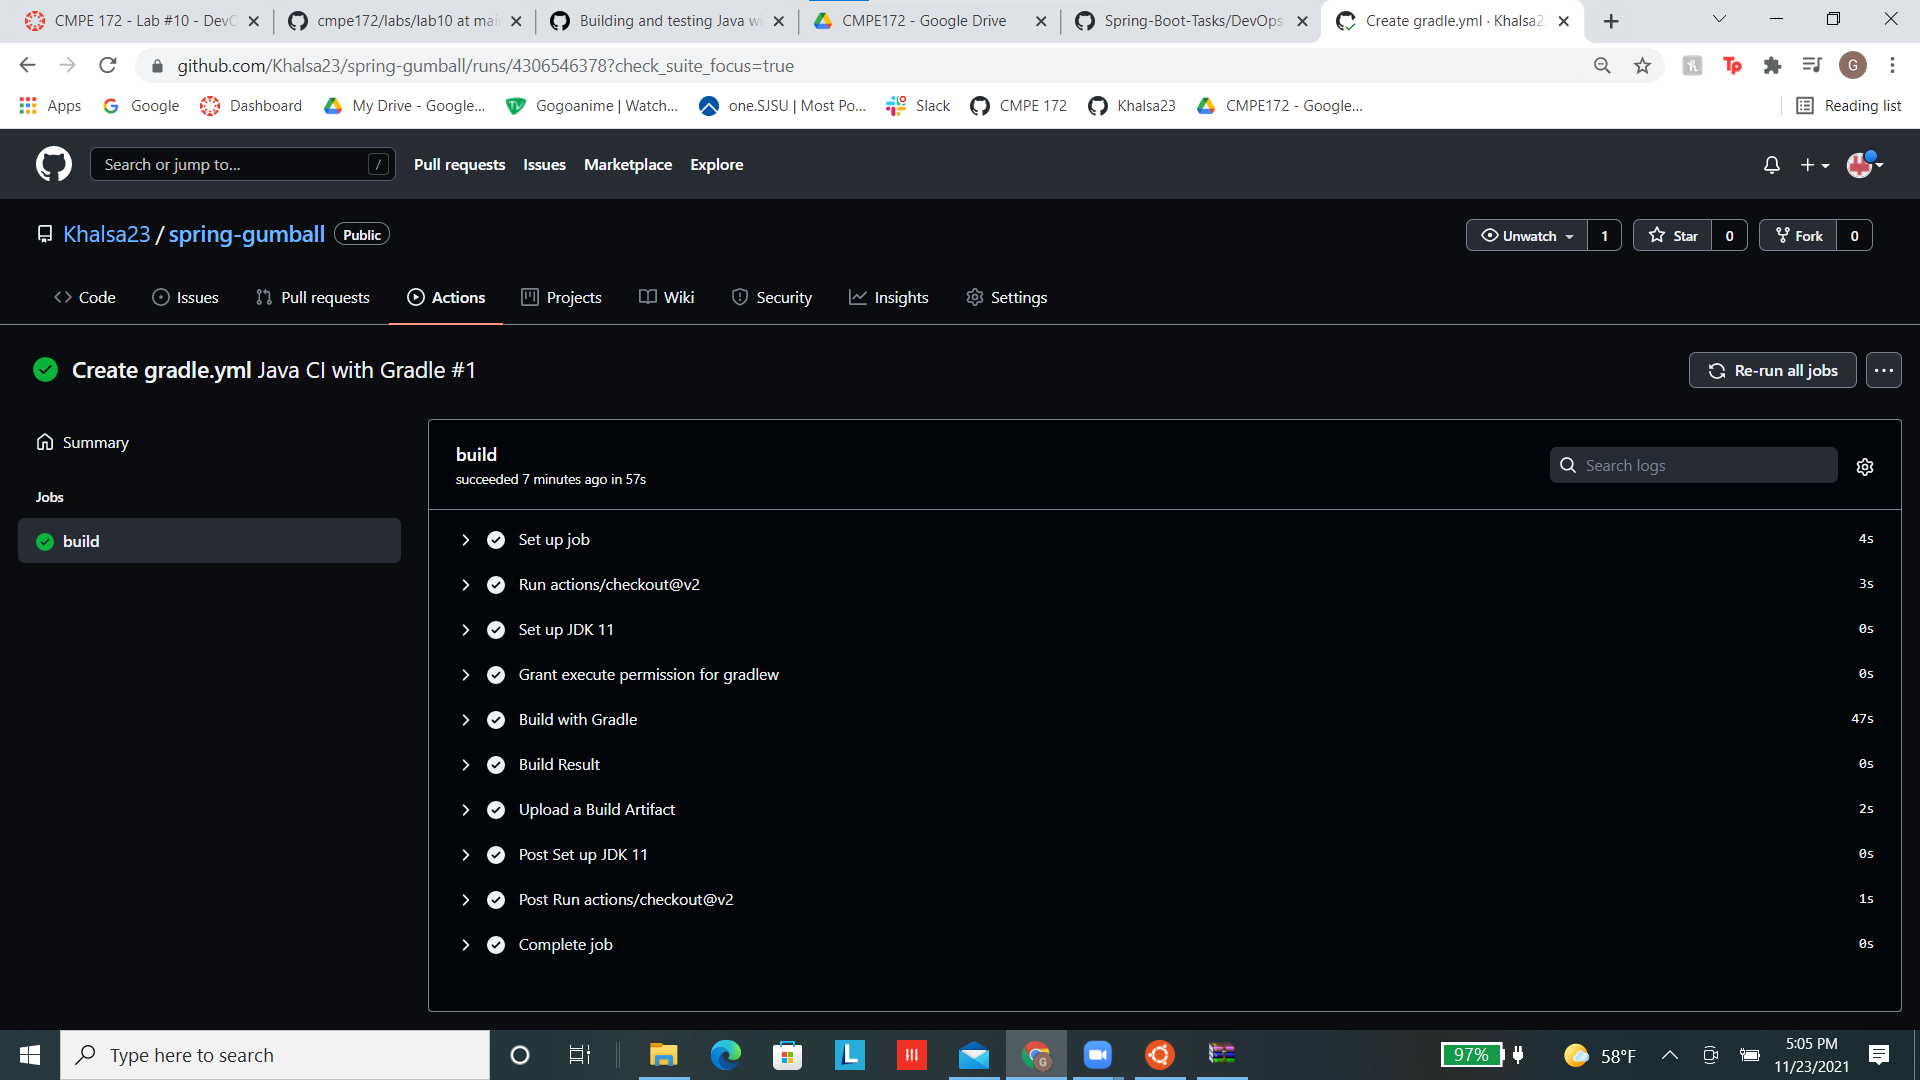 CMPE 172 - Lab #10 - DevO
cmpe172/labs/lab10 at mai
Building and testing Java wi
CMPE172 - Google Drive
Spring-Boot-Tasks/DevOps
Create gradle.yml · Khalsa2
github.com/Khalsa23/spring-gumball/runs/4306546378?check_suite_focus=true
G
Apps
Google
Dashboard
My Drive - Google...
Gogoanime | Watch...
one.SJSU | Most Po...
Slack
CMPE 172
Khalsa23
CMPE172 - Google...
Reading list
Search or jump to...
/
Pull requests
Issues
Marketplace
Explore
Khalsa23 / spring-gumball
Public
Unwatch
1
Star
0
Fork
0
Code
Issues
Pull requests
Actions
Projects
Wiki
Security
Insights
Settings
Create gradle.yml Java CI with Gradle #1
Re-run all jobs
Summary
Jobs
build
build
succeeded 7 minutes ago in 57s
Search logs
Set up job 4s
Run actions/checkout@v2 3s
Set up JDK 11 0s
Grant execute permission for gradlew 0s
Build with Gradle 47s
Build Result 0s
Upload a Build Artifact 2s
Post Set up JDK 11 0s
Post Run actions/checkout@v2 1s
Complete job 0s
Type here to search
97%
58°F
5:05 PM
11/23/2021